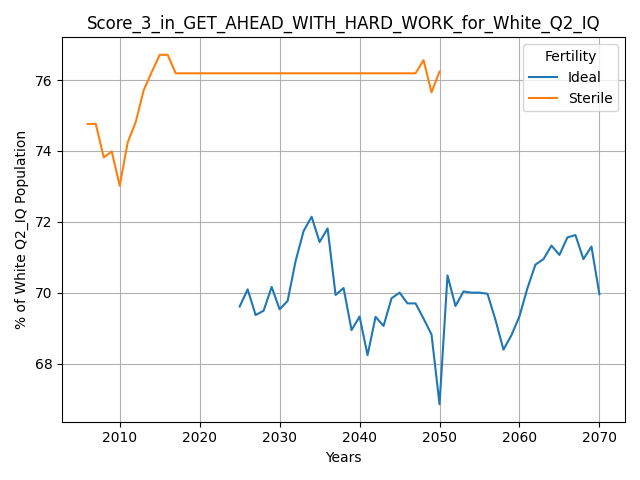 Score_3_in_GET_AHEAD_WITH_HARD_WORK_for_White_Q2_IQ
Fertility
Ideal
Sterile
% of White Q2_IQ Population
76
74
72
70
68
2010 2020 2030 2040 2050 2060 2070
Years